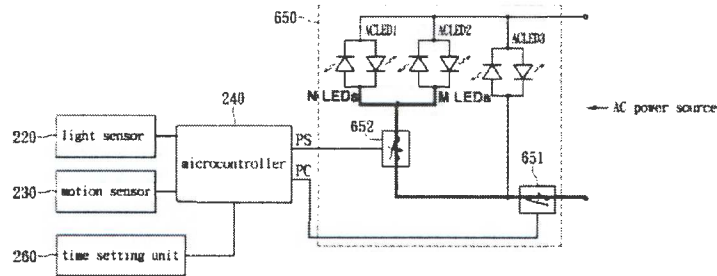 650
ACLED1
ACLED2
ACLED3
N LEDs
M LEDs
AC power source
240
652
220
light sensor
microcontroller
PS
651
PC
230
motion sensor
260
time setting unit